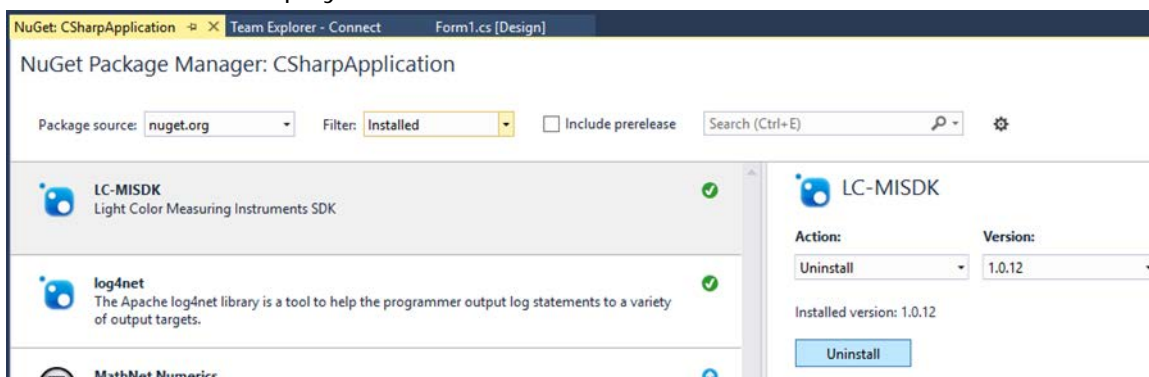 NuGet: CSharpApplication Team Explorer - Connect Form1.cs [Design]
NuGet Package Manager: CSharpApplication
Package source: nuget.org Filter: Installed Include prerelease Search (Ctrl+E)
LC-MISDK
Light Color Measuring Instruments SDK
log4net
The Apache log4net library is a tool to help the programmer output log statements to a variety
of output targets.
MathNet Numerics
LC-MISDK
Action: Version:
Uninstall 1.0.12
Installed version: 1.0.12
Uninstall